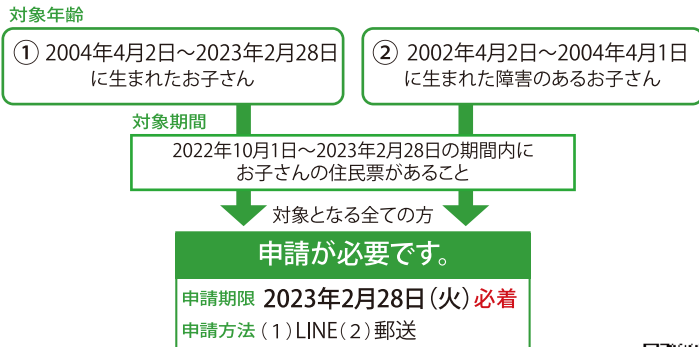 対象年齢
① 2004年4月2日～2023年2月28日
に生まれたお子さん
② 2002年4月2日～2004年4月1日
に生まれた障害のあるお子さん
対象期間
2022年10月1日～2023年2月28日の期間内に
お子さんの住民票があること
対象となる全ての方
申請が必要です。
申請期限 2023年2月28日（火）必着
申請方法（1）LINE（2）郵送